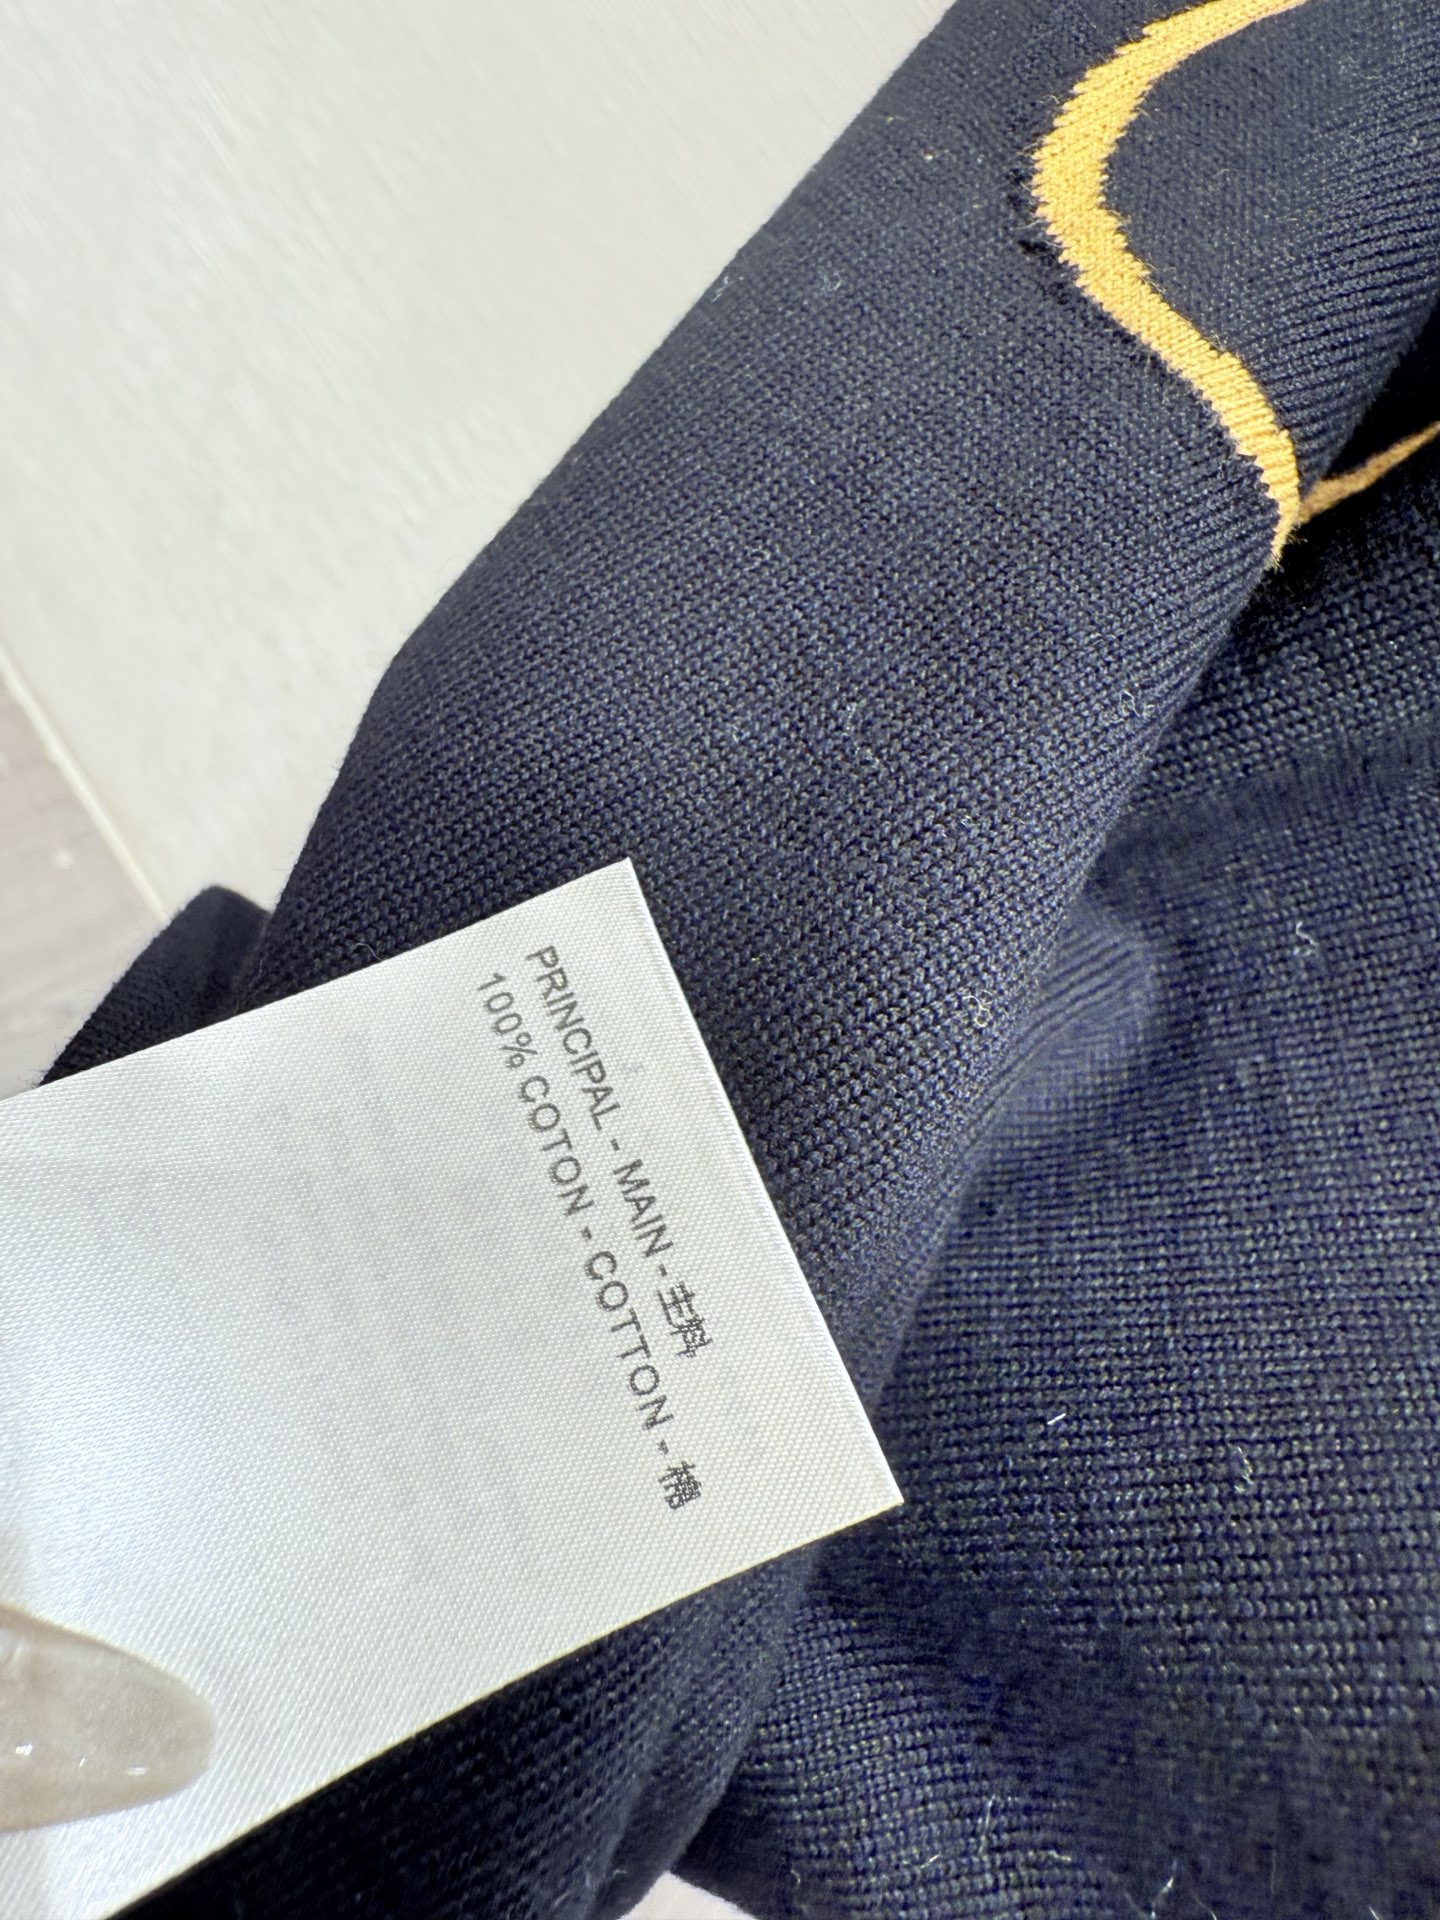 PRINCIPAL - MAIN - 主料
100% COTON - COTTON - 棉